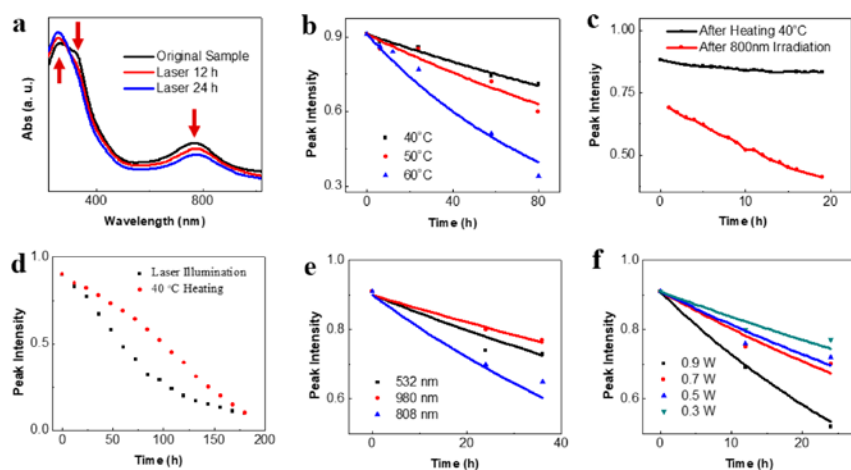 a
Original Sample
Laser 12 h
Laser 24 h
Abs (a. u.)
400
800
Wavelength (nm)
b
0.9
0.6
0.3
Peak Intensity
40°C
50°C
60°C
0
20
40
60
80
Time (h)
c
1.00
0.75
0.50
Peak Intensity
After Heating 40°C
After 800nm Irradiation
0
10
20
Time (h)
d
1.0
0.5
0.0
Peak Intensity
Laser Illumination
40 °C Heating
0
50
100
150
200
Time (h)
e
1.0
0.8
0.6
0.4
Peak Intensity
532 nm
980 nm
808 nm
0
20
40
Time (h)
f
1.0
0.8
0.6
Peak Intensity
0.9 W
0.7 W
0.5 W
0.3 W
0
10
20
Time (h)